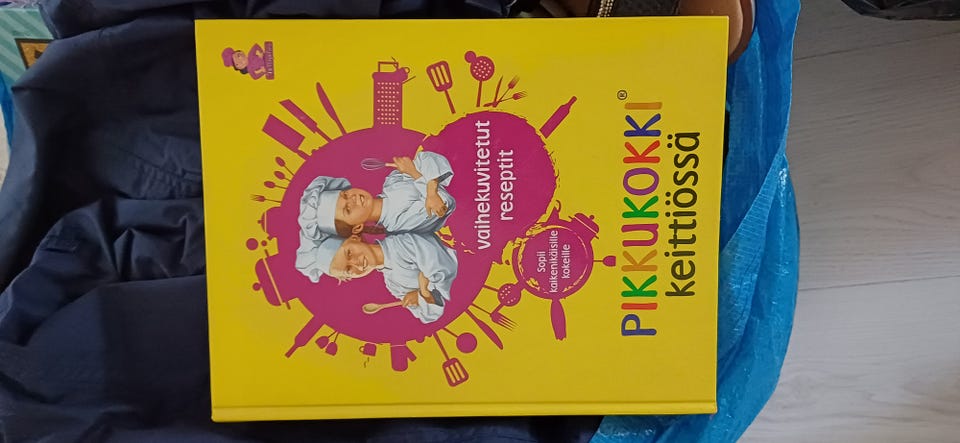 PIKKUKOKKI®
keittiössä
vaihekuvitetut
reseptit
Sopii
kaikenikäisille
kokeille